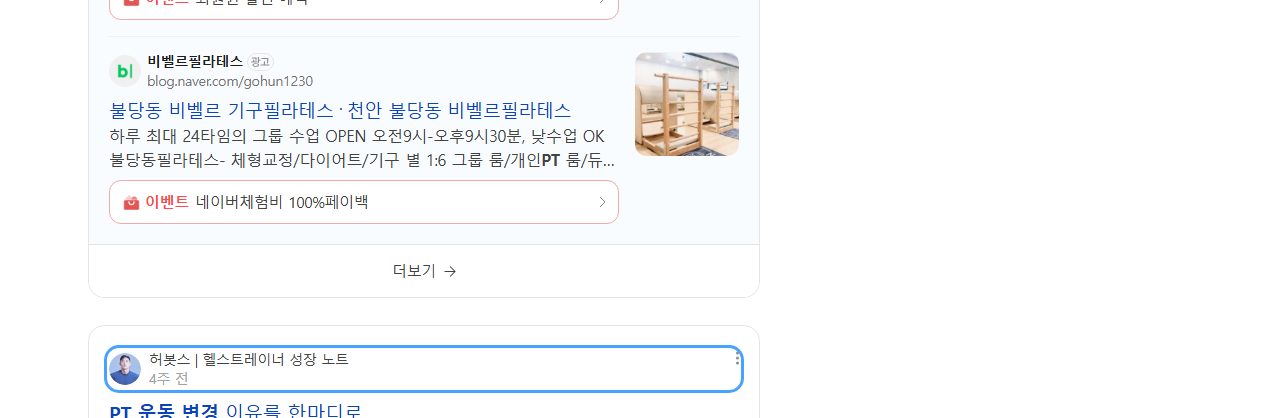 이벤트
비벨르필라테스 광고
blog.naver.com/gohun1230
불당동 비벨르 기구필라테스 · 천안 불당동 비벨르필라테스
하루 최대 24타임의 그룹 수업 OPEN 오전9시-오후9시30분, 낮수업 OK
불당동필라테스- 체형교정/다이어트/기구 별 1:6 그룹 룸/개인PT 룸/듀...
이벤트 네이버체험비 100%페이백
더보기 →
허봇스 | 헬스트레이너 성장 노트
4주 전
PT 운동 변경 이유를 한마디로